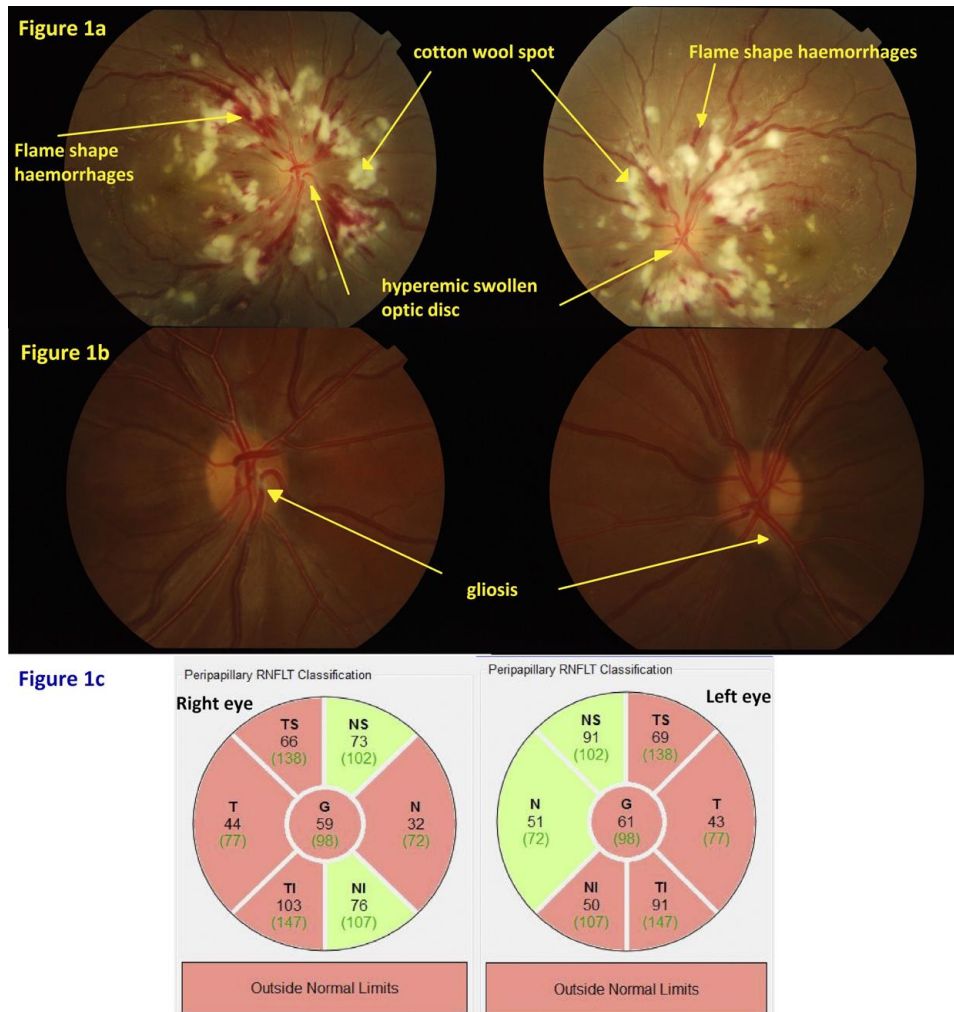 Figure 1a
cotton wool spot
Flame shape haemorrhages
Flame shape
haemorrhages
hyperemic swollen
optic disc
Figure 1b
gliosis
Figure 1c
Peripapillary RNFLT Classification
Right eye
TS
66
(138)
NS
73
(102)
T
44
(77)
G
59
(98)
N
32
(72)
TI
103
(147)
NI
76
(107)
Outside Normal Limits
Peripapillary RNFLT Classification
Left eye
NS
91
(102)
TS
69
(138)
N
51
(72)
G
61
(98)
T
43
(77)
NI
50
(107)
TI
91
(147)
Outside Normal Limits